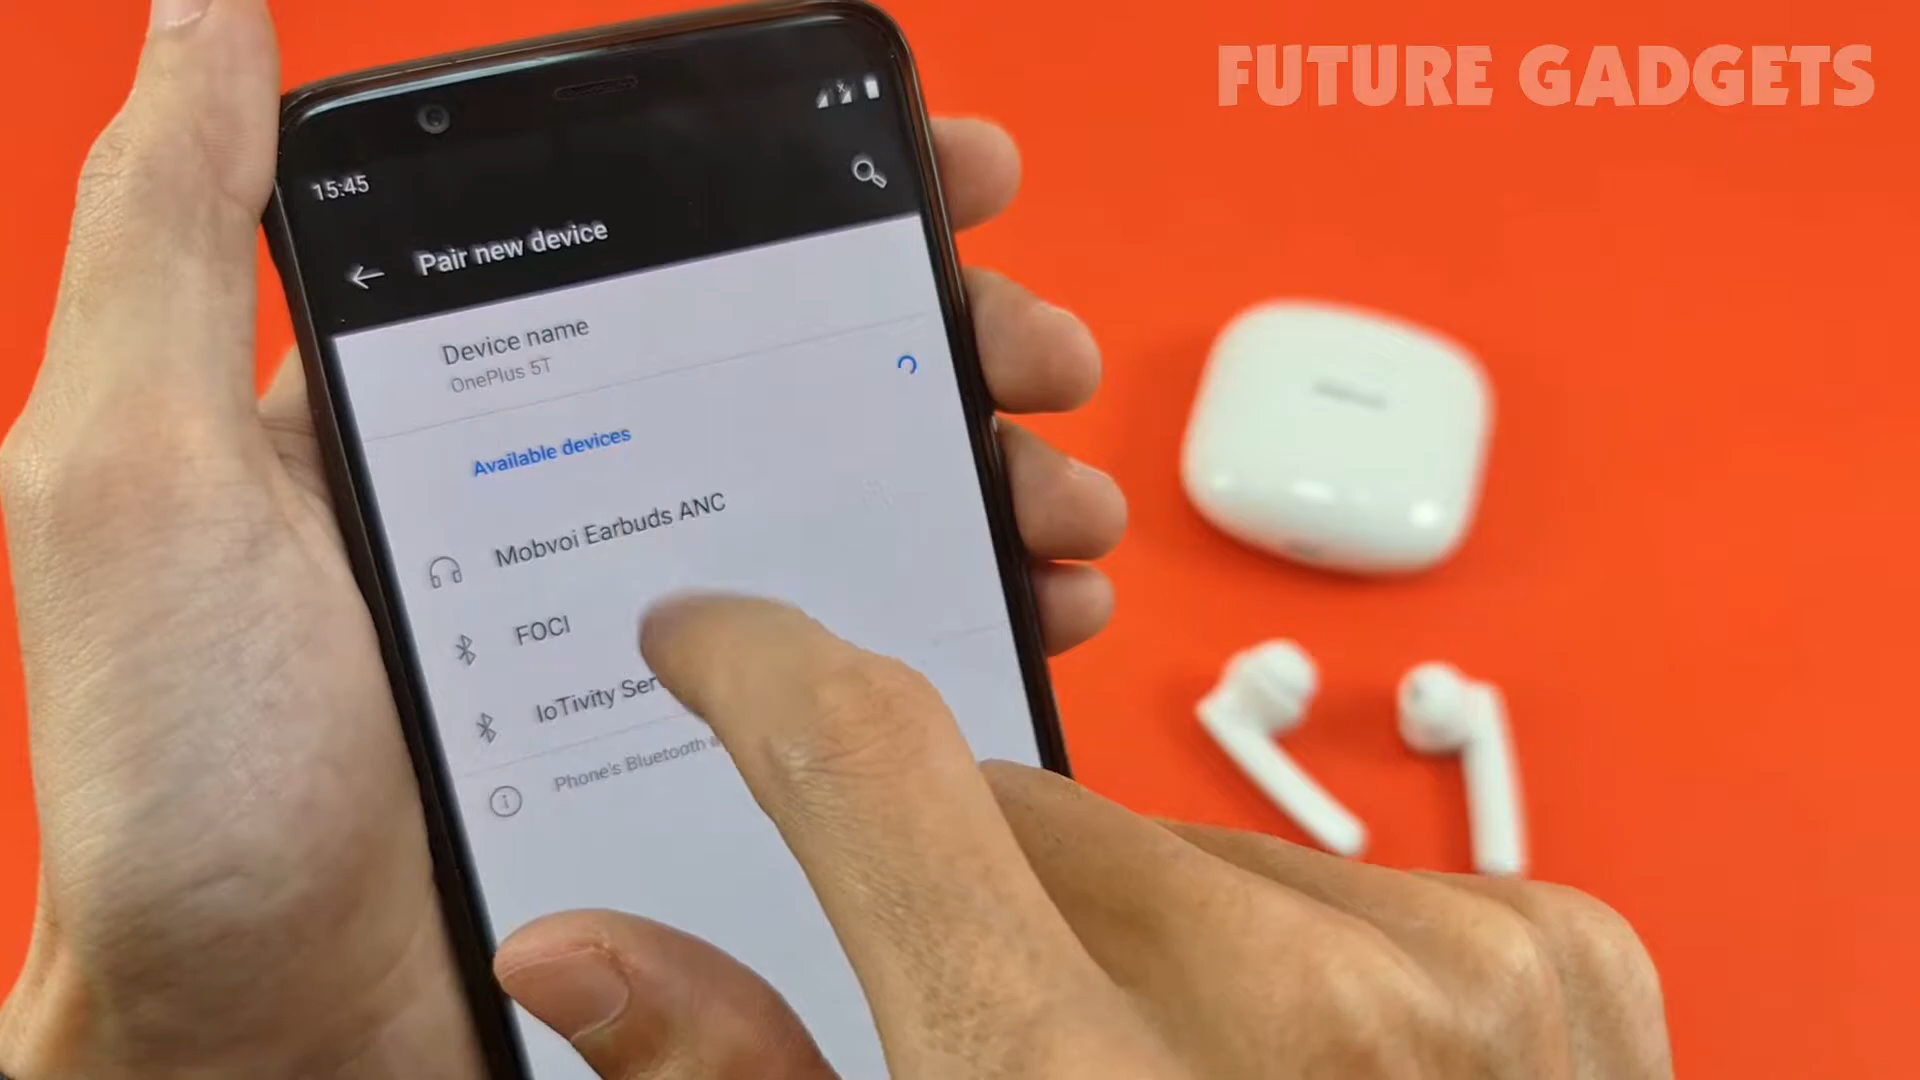 FUTURE GADGETS
15:45
Pair new device
Device name
OnePlus 5T
Available devices
Mobvoi Earbuds ANC
FOCI
IoTivity
Phone's Bluetooth